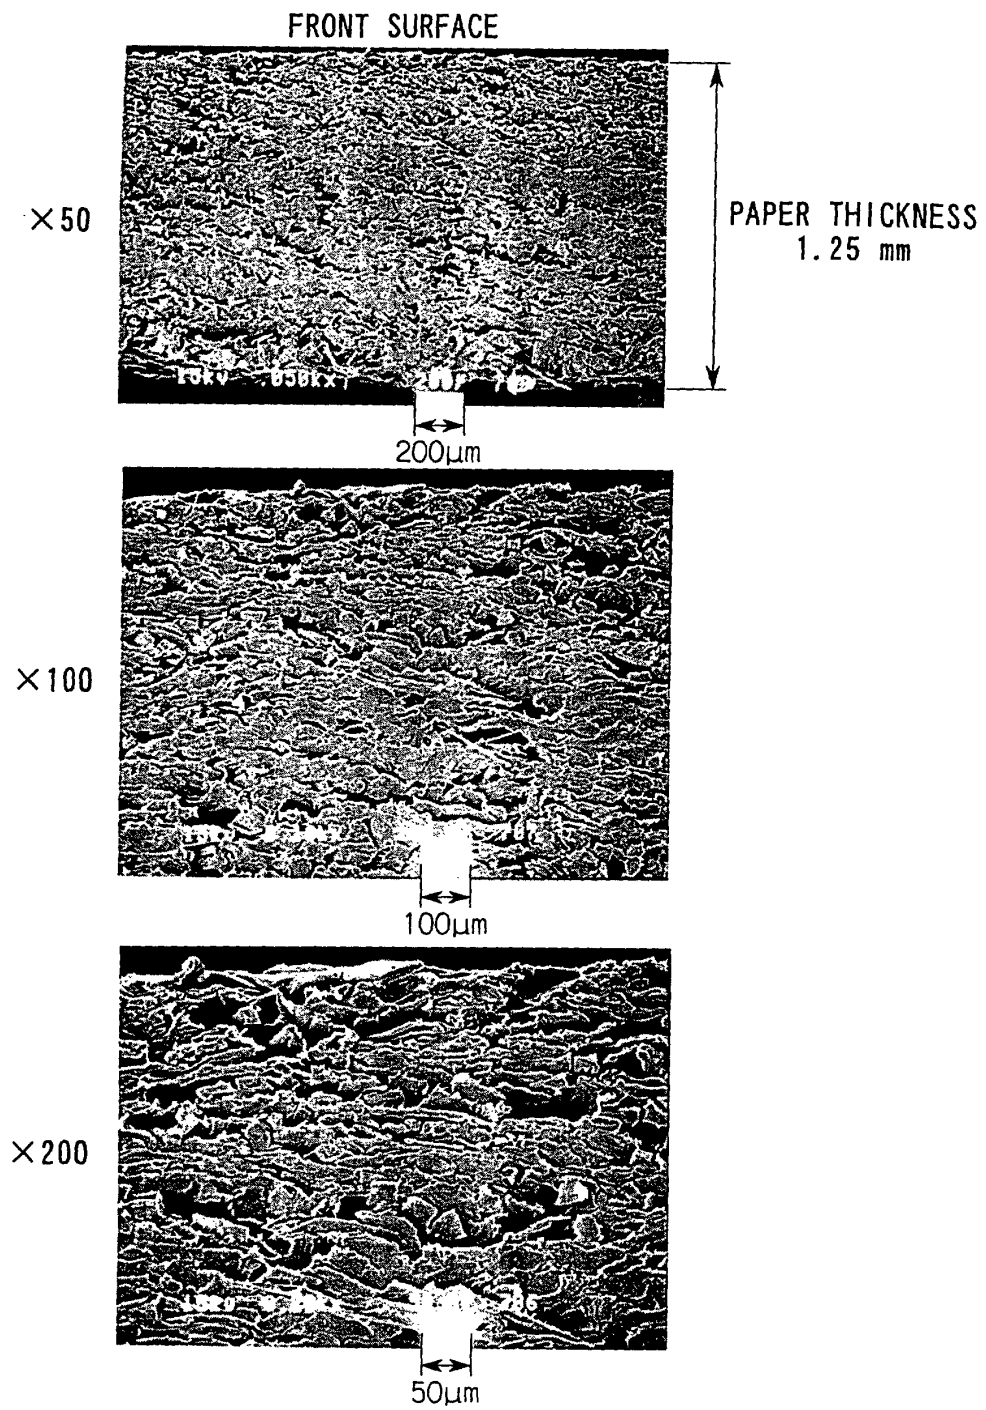 FRONT SURFACE
×50
PAPER THICKNESS
1.25 mm
200μm
×100
100μm
×200
50μm